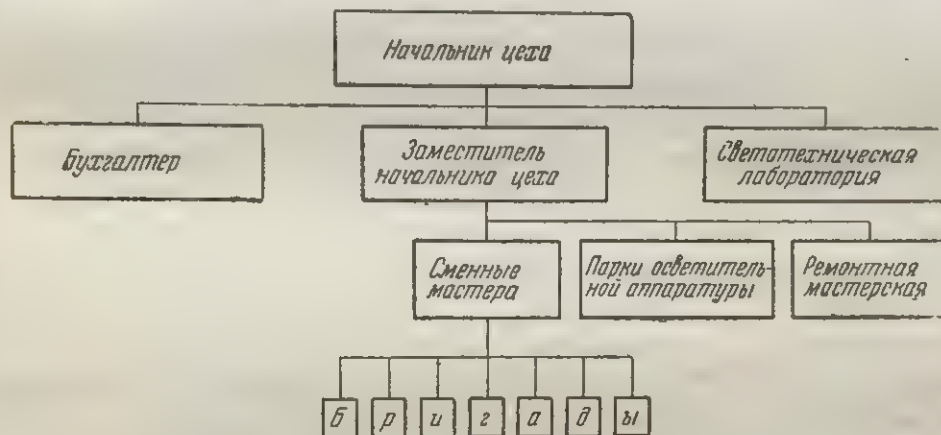 Начальник цеха
Бухгалтер
Заместитель
начальника цеха
Светотехническая
лаборатория
Сменные
мастера
Парки осветитель-
ной аппаратуры
Ремонтная
мастерская
Б р и г а д ы